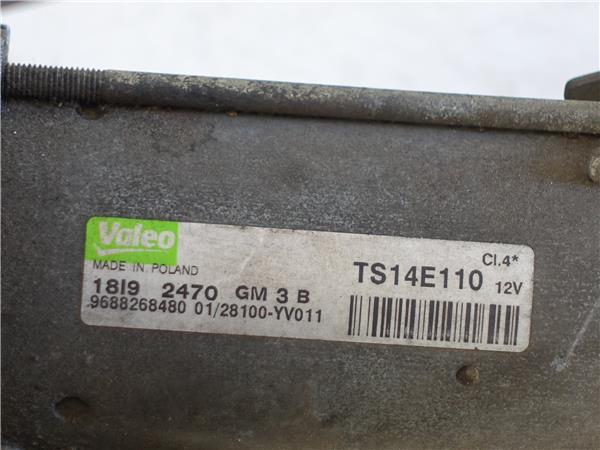 Valeo
MADE IN POLAND
18I9 2470 GM 3 B
9688268480 01/28100-YV011
Cl.4*
TS14E110 12V